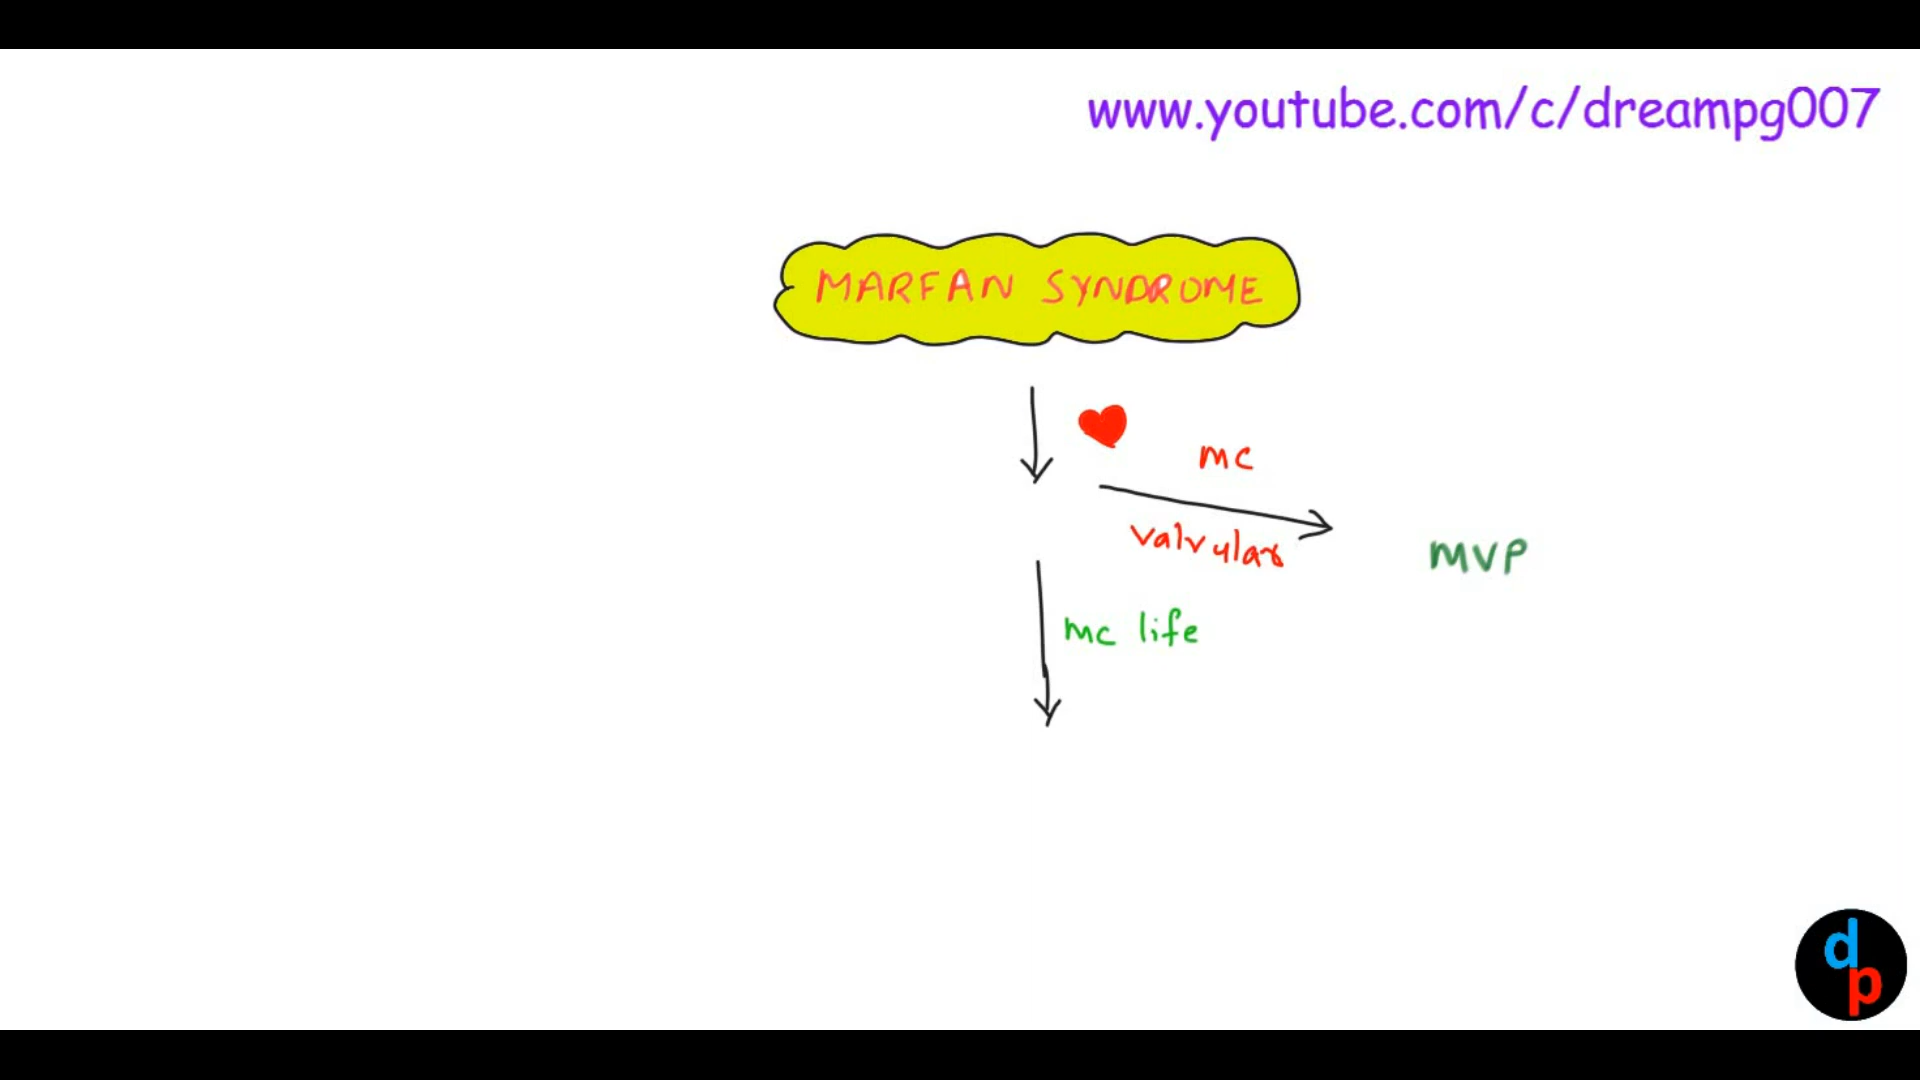 www.youtube.com/c/dreampg007
MARFAN SYNDROME
mc
valvular
MVP
mc life
dp